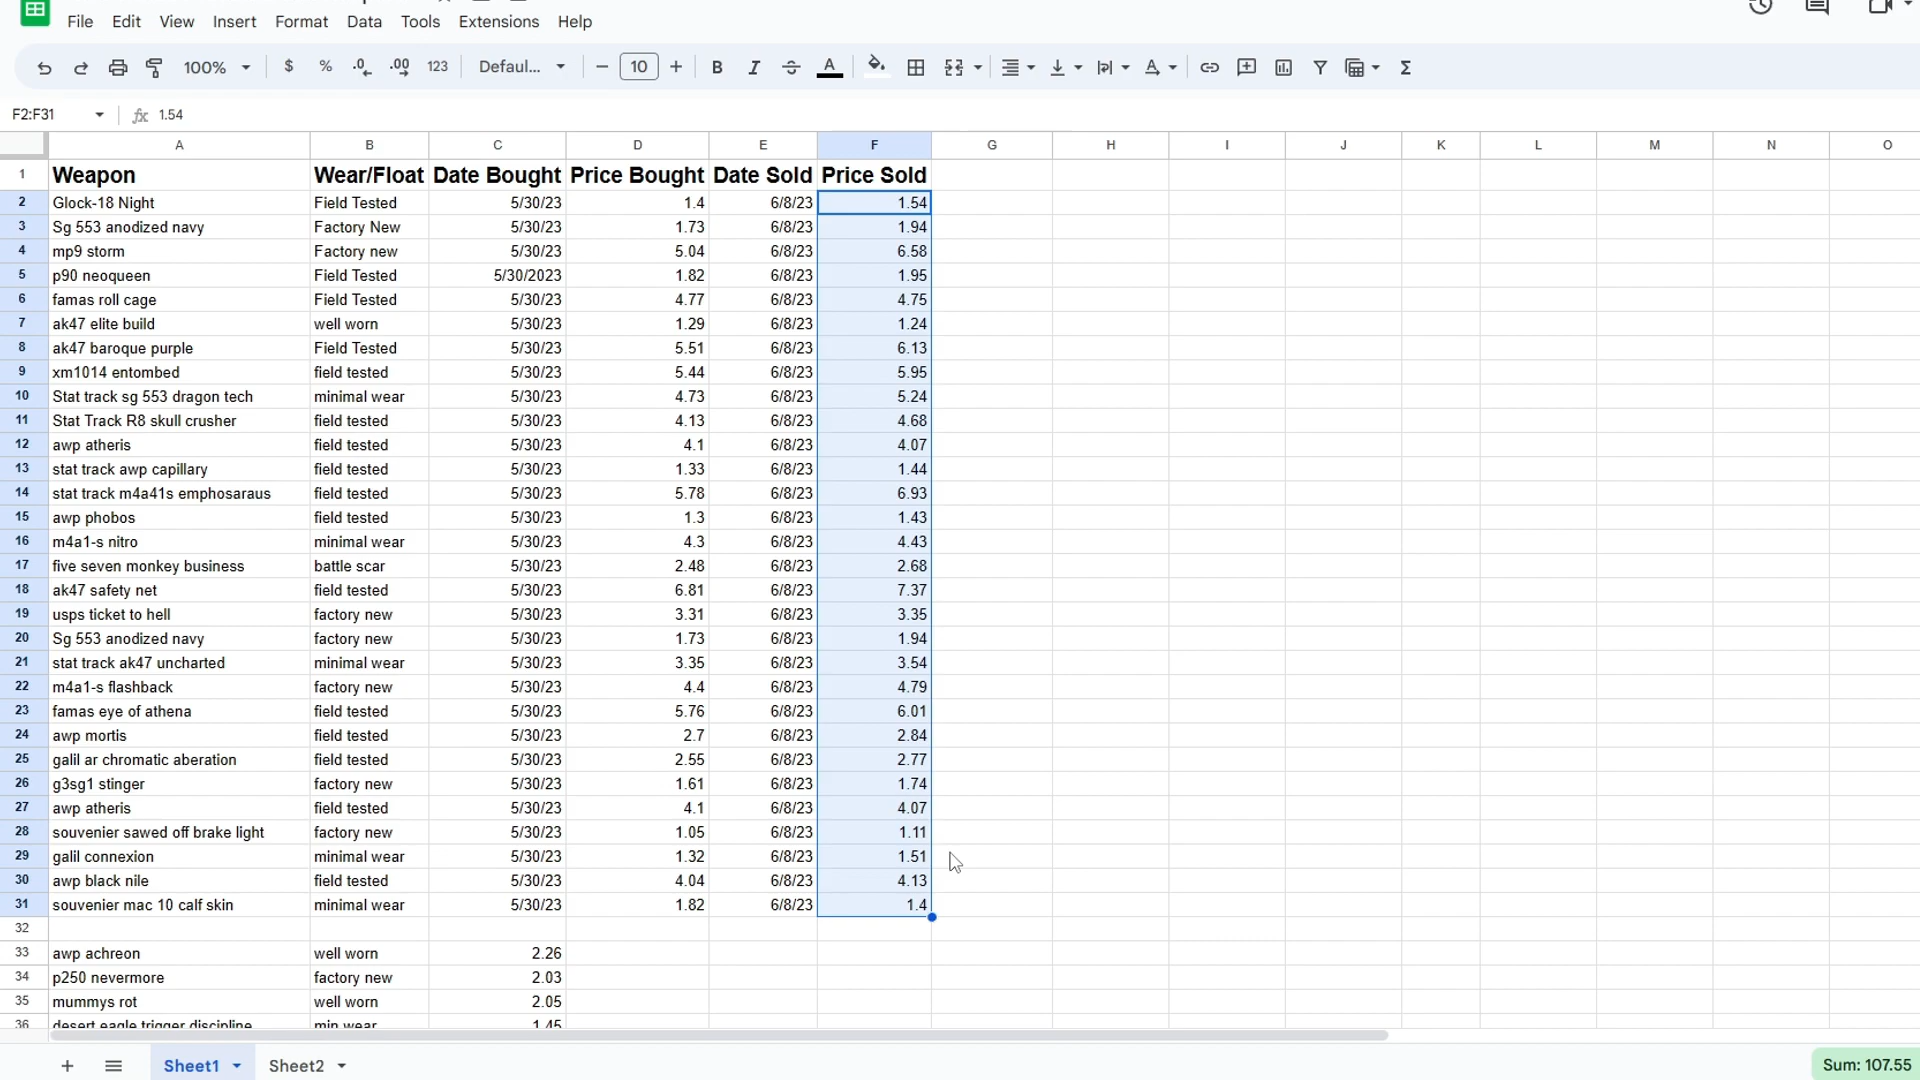 File Edit View Insert Format Data Tools Extensions Help
100% $ % .0 .00 123 Defaul... − 10 + B I S A Σ
F2:F31 fx 1.54
A B C D E F G H I J K L M N O
1 Weapon Wear/Float Date Bought Price Bought Date Sold Price Sold
2 Glock-18 Night Field Tested 5/30/23 1.4 6/8/23 1.54
3 Sg 553 anodized navy Factory New 5/30/23 1.73 6/8/23 1.94
4 mp9 storm Factory new 5/30/23 5.04 6/8/23 6.58
5 p90 neoqueen Field Tested 5/30/2023 1.82 6/8/23 1.95
6 famas roll cage Field Tested 5/30/23 4.77 6/8/23 4.75
7 ak47 elite build well worn 5/30/23 1.29 6/8/23 1.24
8 ak47 baroque purple Field Tested 5/30/23 5.51 6/8/23 6.13
9 xm1014 entombed field tested 5/30/23 5.44 6/8/23 5.95
10 Stat track sg 553 dragon tech minimal wear 5/30/23 4.73 6/8/23 5.24
11 Stat Track R8 skull crusher field tested 5/30/23 4.13 6/8/23 4.68
12 awp atheris field tested 5/30/23 4.1 6/8/23 4.07
13 stat track awp capillary field tested 5/30/23 1.33 6/8/23 1.44
14 stat track m4a41s emphosaraus field tested 5/30/23 5.78 6/8/23 6.93
15 awp phobos field tested 5/30/23 1.3 6/8/23 1.43
16 m4a1-s nitro minimal wear 5/30/23 4.3 6/8/23 4.43
17 five seven monkey business battle scar 5/30/23 2.48 6/8/23 2.68
18 ak47 safety net field tested 5/30/23 6.81 6/8/23 7.37
19 usps ticket to hell factory new 5/30/23 3.31 6/8/23 3.35
20 Sg 553 anodized navy factory new 5/30/23 1.73 6/8/23 1.94
21 stat track ak47 uncharted minimal wear 5/30/23 3.35 6/8/23 3.54
22 m4a1-s flashback factory new 5/30/23 4.4 6/8/23 4.79
23 famas eye of athena field tested 5/30/23 5.76 6/8/23 6.01
24 awp mortis field tested 5/30/23 2.7 6/8/23 2.84
25 galil ar chromatic aberation field tested 5/30/23 2.55 6/8/23 2.77
26 g3sg1 stinger factory new 5/30/23 1.61 6/8/23 1.74
27 awp atheris field tested 5/30/23 4.1 6/8/23 4.07
28 souvenier sawed off brake light factory new 5/30/23 1.05 6/8/23 1.11
29 galil connexion minimal wear 5/30/23 1.32 6/8/23 1.51
30 awp black nile field tested 5/30/23 4.04 6/8/23 4.13
31 souvenier mac 10 calf skin minimal wear 5/30/23 1.82 6/8/23 1.4
32
33 awp achreon well worn 2.26
34 p250 nevermore factory new 2.03
35 mummys rot well worn 2.05
36 desert eagle trigger discipline min wear 1.45
+ Sheet1 Sheet2 Sum: 107.55